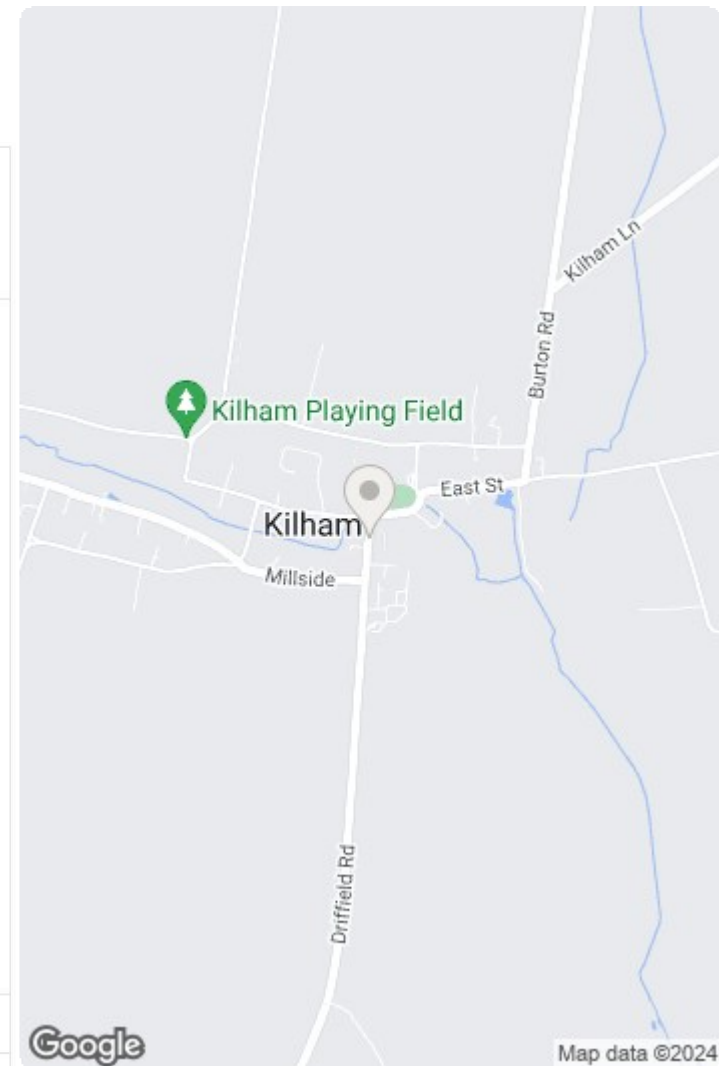 Kilham Ln
Burton Rd
Kilham Playing Field
East St
Kilham
Millside
Driffield Rd
Google
Map data ©2024